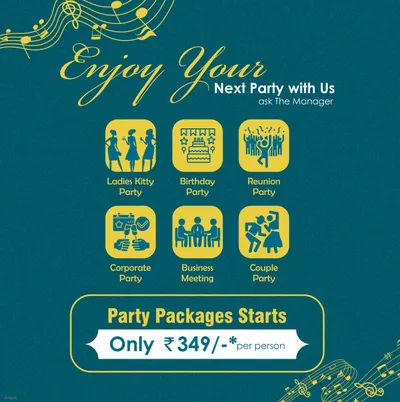 Enjoy Your
Next Party with Us
ask The Manager
Ladies Kitty
Party
Birthday
Party
Reunion
Party
Corporate
Party
Business
Meeting
Couple
Party
Party Packages Starts
Only ₹349/-* per person